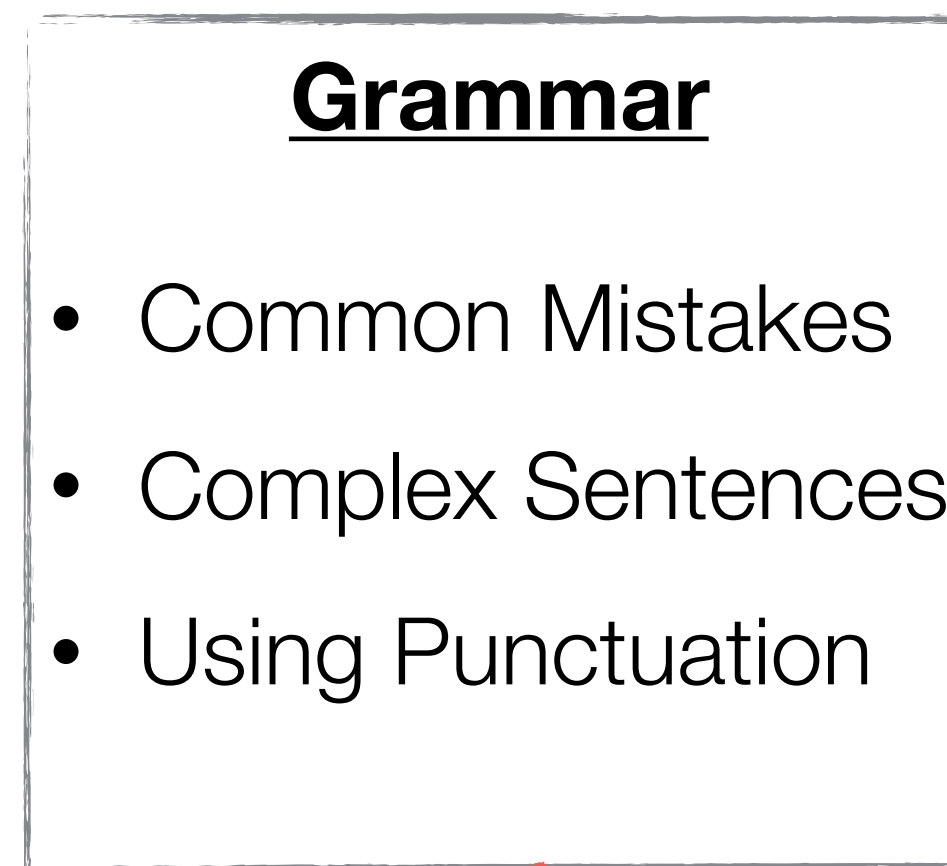 Grammar
• Common Mistakes
• Complex Sentences
• Using Punctuation